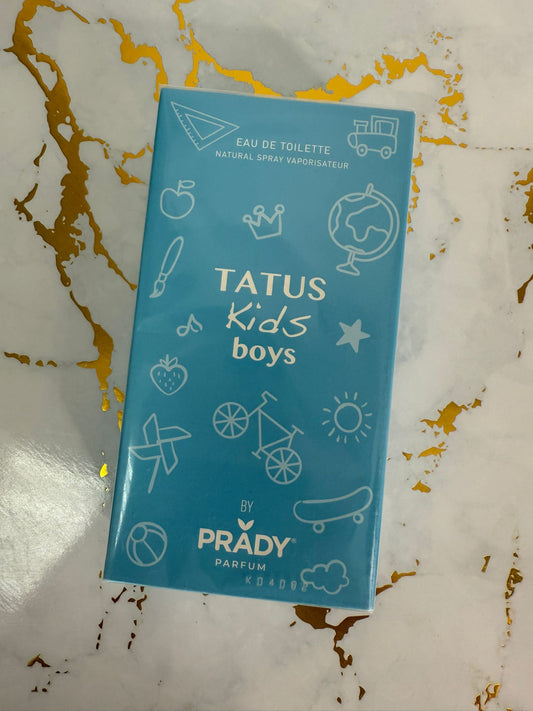 EAU DE TOILETTE
NATURAL SPRAY VAPORISATEUR
TATUS
Kids
boys
BY
PRADY®
PARFUM